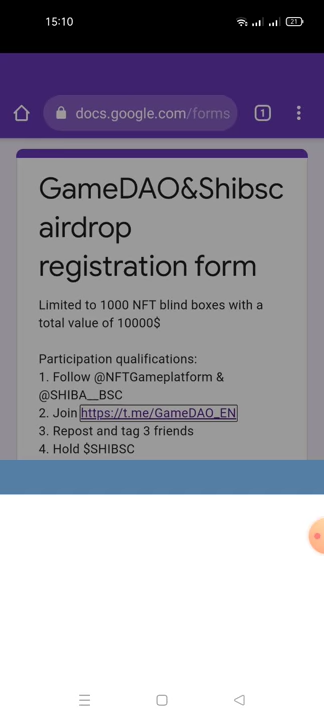 15:10
21
docs.google.com/forms
1
GameDAO&Shibsc
airdrop
registration form
Limited to 1000 NFT blind boxes with a
total value of 10000$
Participation qualifications:
1. Follow @NFTGameplatform &
@SHIBA__BSC
2. Join https://t.me/GameDAO_EN
3. Repost and tag 3 friends
4. Hold $SHIBSC